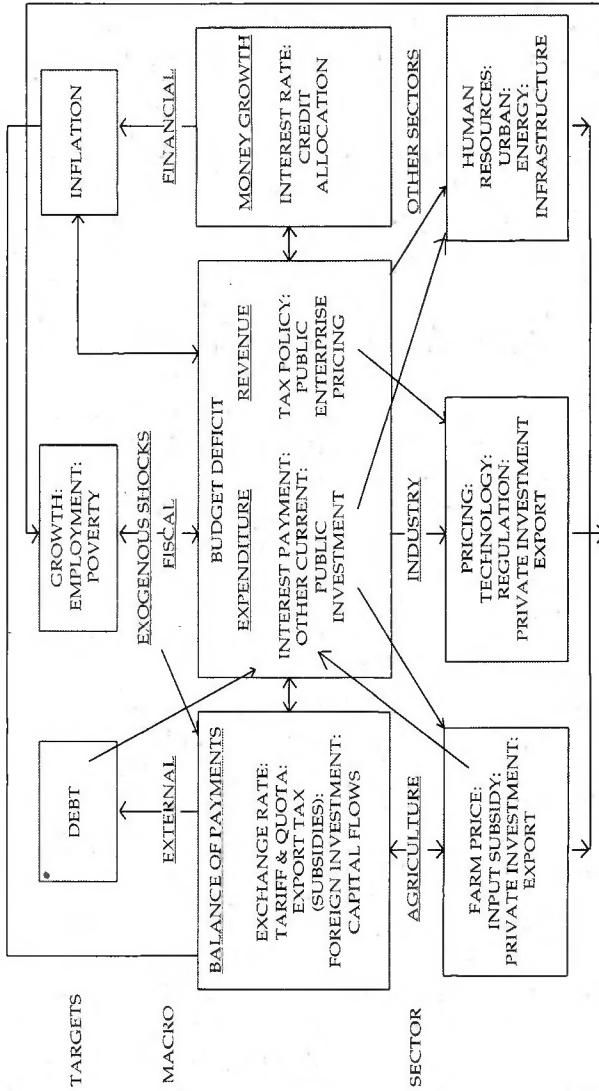 TARGETS
DEBT
GROWTH:
EMPLOYMENT:
POVERTY
INFLATION
MACRO
EXTERNAL
EXOGENOUS SHOCKS
FISCAL
FINANCIAL
BALANCE OF PAYMENTS
EXCHANGE RATE:
TARIFF & QUOTA:
EXPORT TAX
(SUBSIDIES):
FOREIGN INVESTMENT:
CAPITAL FLOWS
BUDGET DEFICIT
EXPENDITURE
INTEREST PAYMENT:
OTHER CURRENT:
PUBLIC
INVESTMENT
REVENUE
TAX POLICY:
PUBLIC
ENTERPRISE
PRICING
MONEY GROWTH
INTEREST RATE:
CREDIT
ALLOCATION
SECTOR
AGRICULTURE
INDUSTRY
OTHER SECTORS
FARM PRICE:
INPUT SUBSIDY:
PRIVATE INVESTMENT:
EXPORT
PRICING:
TECHNOLOGY:
REGULATION:
PRIVATE INVESTMENT
EXPORT
HUMAN
RESOURCES:
URBAN:
ENERGY:
INFRASTRUCTURE